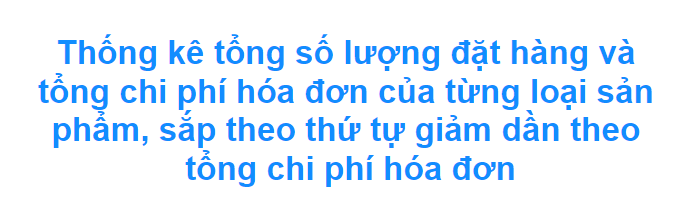 Thống kê tổng số lượng đặt hàng và
tổng chi phí hóa đơn của từng loại sản
phẩm, sắp theo thứ tự giảm dần theo
tổng chi phí hóa đơn